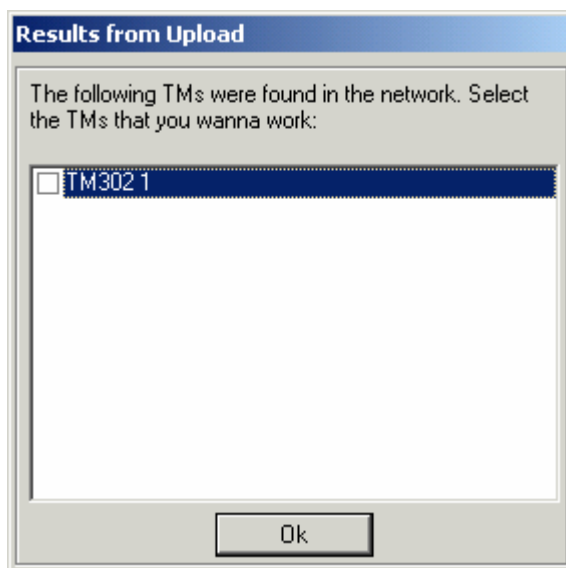 Results from Upload
The following TMs were found in the network. Select
the TMs that you wanna work:
TM302 1
Ok